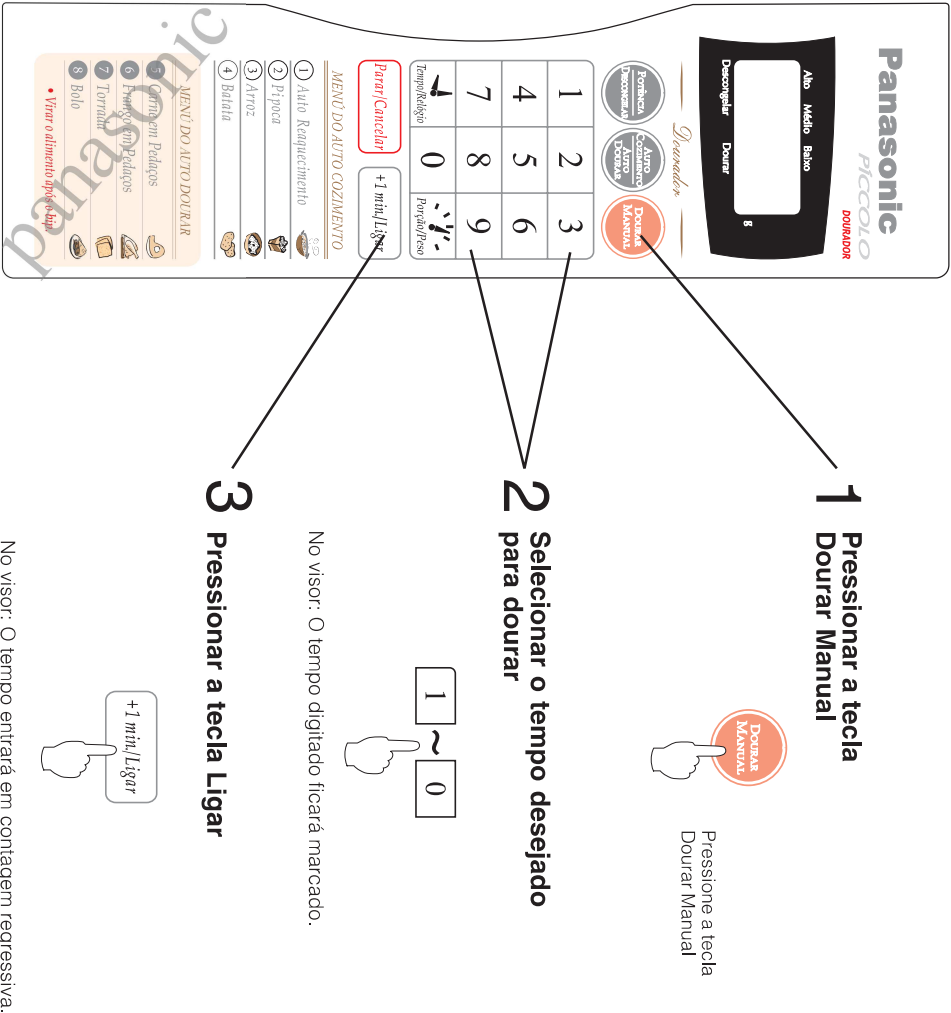 Panasonic
PICCOLO
DOURADOR
Alto Médio Baixo
g
Descongelar Dourar
Dourador
POTÊNCIA
DESCONGELAR
AUTO
COZIMENTO
AUTO
DOURAR
DOURAR
MANUAL
1 2 3
4 5 6
7 8 9
0
Tempo/Relógio
Porção/Peso
Parar/Cancelar
+1 min./Ligar
MENÚ DO AUTO COZIMENTO
1 Auto Reaquecimento
2 Pipoca
3 Arroz
4 Batata
MENÚ DO AUTO DOURAR
5 Carne em Pedaços
6 Frango em Pedaços
7 Torrada
8 Bolo
• Virar o alimento após o bip.
panasonic
1 Pressionar a tecla
Dourar Manual
DOURAR
MANUAL
Pressione a tecla
Dourar Manual
2 Selecionar o tempo desejado
para dourar
1 ~ 0
No visor: O tempo digitado ficará marcado.
3 Pressionar a tecla Ligar
+1 min./Ligar
No visor: O tempo entrará em contagem regressiva.